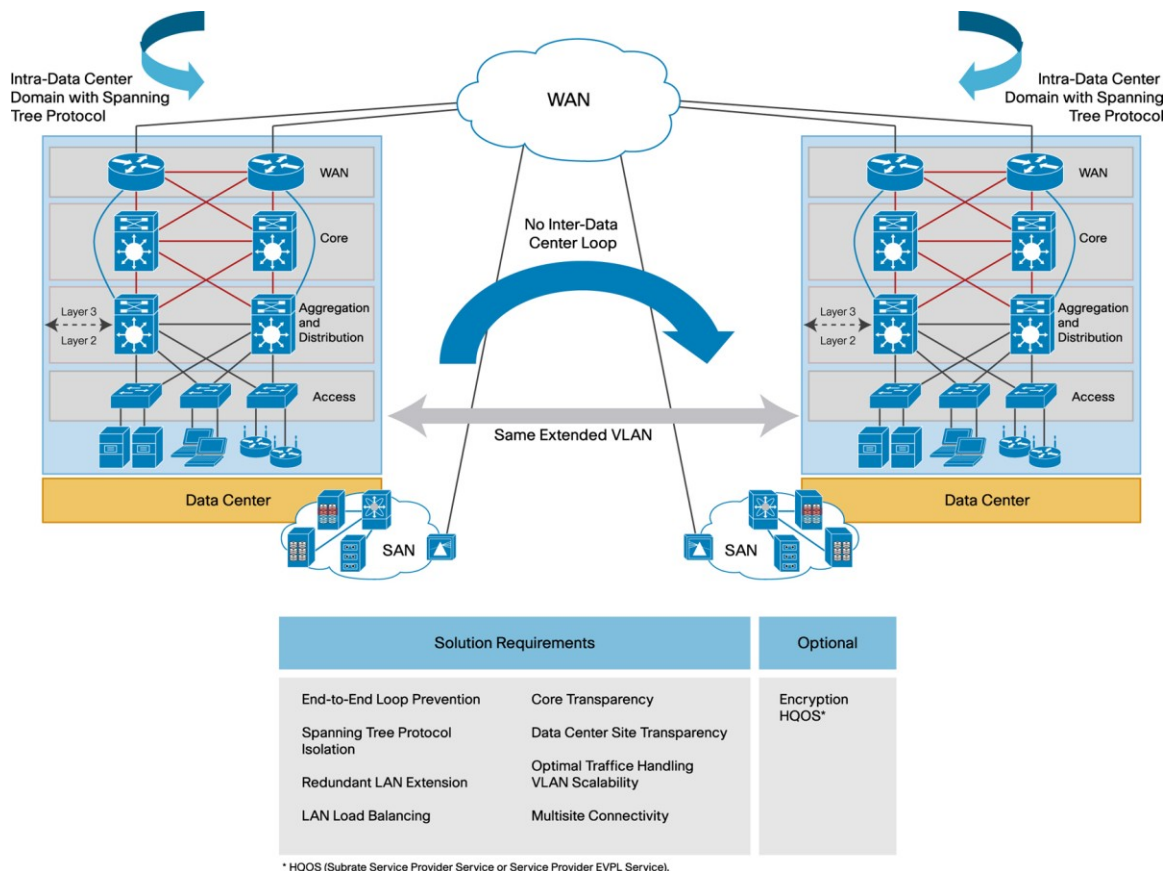 Intra-Data Center
Domain with Spanning
Tree Protocol
WAN
Intra-Data Center
Domain with Spanning
Tree Protocol
WAN
Core
Layer 3
Layer 2
Aggregation
and
Distribution
Access
Data Center
SAN
No Inter-Data
Center Loop
Same Extended VLAN
WAN
Core
Layer 3
Layer 2
Aggregation
and
Distribution
Access
Data Center
SAN
Solution Requirements
Optional
End-to-End Loop Prevention
Spanning Tree Protocol
Isolation
Redundant LAN Extension
LAN Load Balancing
Core Transparency
Data Center Site Transparency
Optimal Traffice Handling
VLAN Scalability
Multisite Connectivity
Encryption
HQOS*
* HQOS (Subrate Service Provider Service or Service Provider EVPL Service).